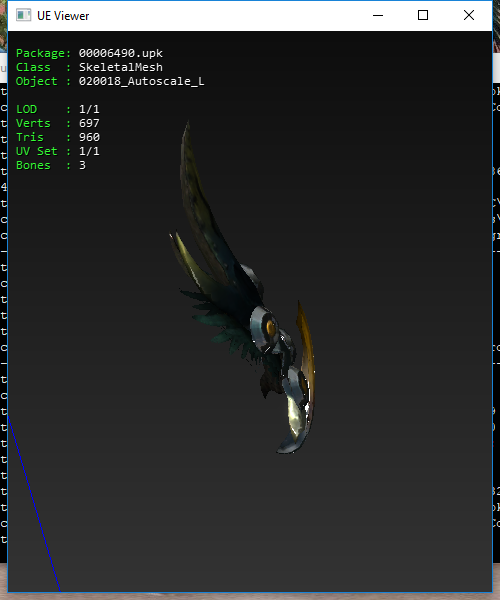 UE Viewer
Package: 00006490.upk
Class : SkeletalMesh
Object : 020018_Autoscale_L
LOD : 1/1
Verts : 697
Tris : 960
UV Set : 1/1
Bones : 3